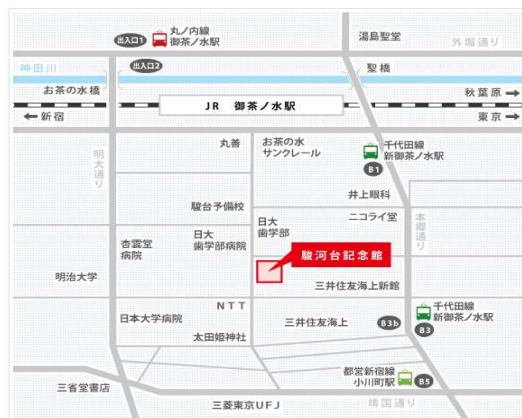 丸ノ内線
出入口1
御茶ノ水駅
湯島聖堂
外堀通り
神田川
出入口2
聖橋
お茶の水橋
秋葉原
JR 御茶ノ水駅
新宿
東京
丸善
お茶の水
サンクレール
千代田線
新御茶ノ水駅
B1
明大通り
井上眼科
駿台予備校
ニコライ堂
本郷通り
日大
歯学部
日大
歯学部病院
杏雲堂
病院
駿河台記念館
明治大学
三井住友海上新館
NTT
千代田線
新御茶ノ水駅
日本大学病院
三井住友海上
B3b
B3
太田姫神社
都営新宿線
小川町駅
B5
三省堂書店
三菱東京UFJ
靖国通り